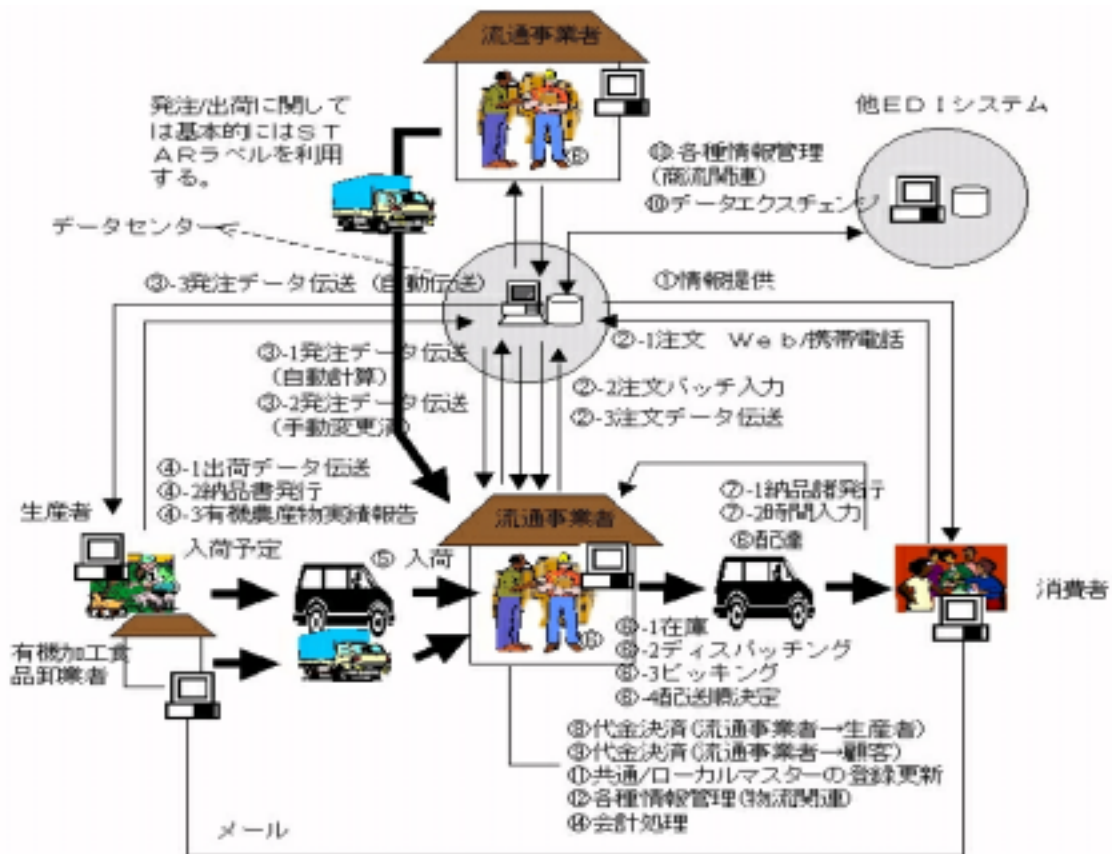 流通事業者
発注/出荷に関して
は基本的にはST
ARラベルを利用
する。
他EDIシステム
⑬各種情報管理
(商流関連)
⑩データエクスチェンジ
データセンター
③-3発注データ伝送(自動伝送)
①情報提供
②-1注文 Web/携帯電話
③-1発注データ伝送
(自動計算)
②-2注文バッチ入力
③-2発注データ伝送
(手動変更済)
②-3注文データ伝送
④-1出荷データ伝送
④-2納品書発行
④-3有機農産物実績報告
生産者
入荷予定
⑤ 入荷
流通事業者
⑦-1納品諸発行
⑦-2時間入力
配達
消費者
有機加工食
品卸業者
-1在庫
-2ディスパッチング
-3ピッキング
-4配送順決定
⑧代金決済(流通事業者→生産者)
⑨代金決済(流通事業者→顧客)
⑪共通/ローカルマスターの登録更新
⑫各種情報管理(物流関連)
⑭会計処理
メール